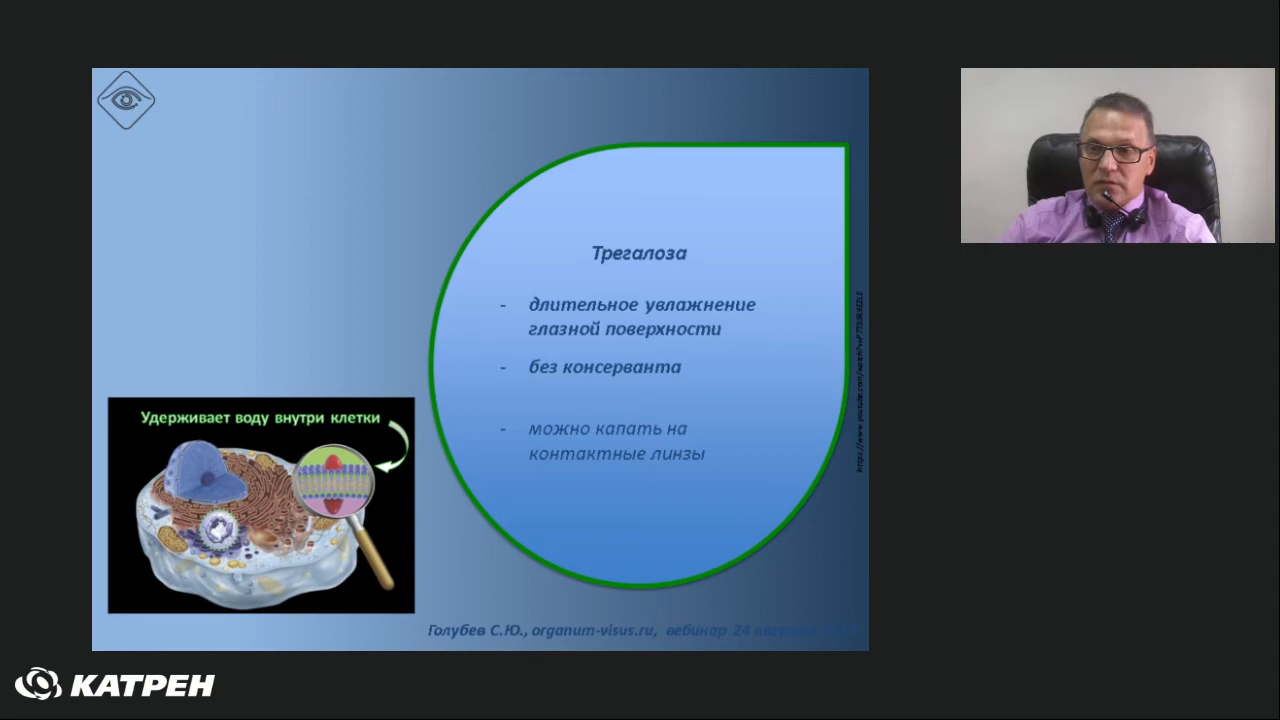 Трегалоза
- длительное увлажнение
глазной поверхности
- без консерванта
- можно капать на
контактные линзы
Удерживает воду внутри клетки
Голубев С.Ю., organum-visus.ru, вебинар 24
КАТРЕН